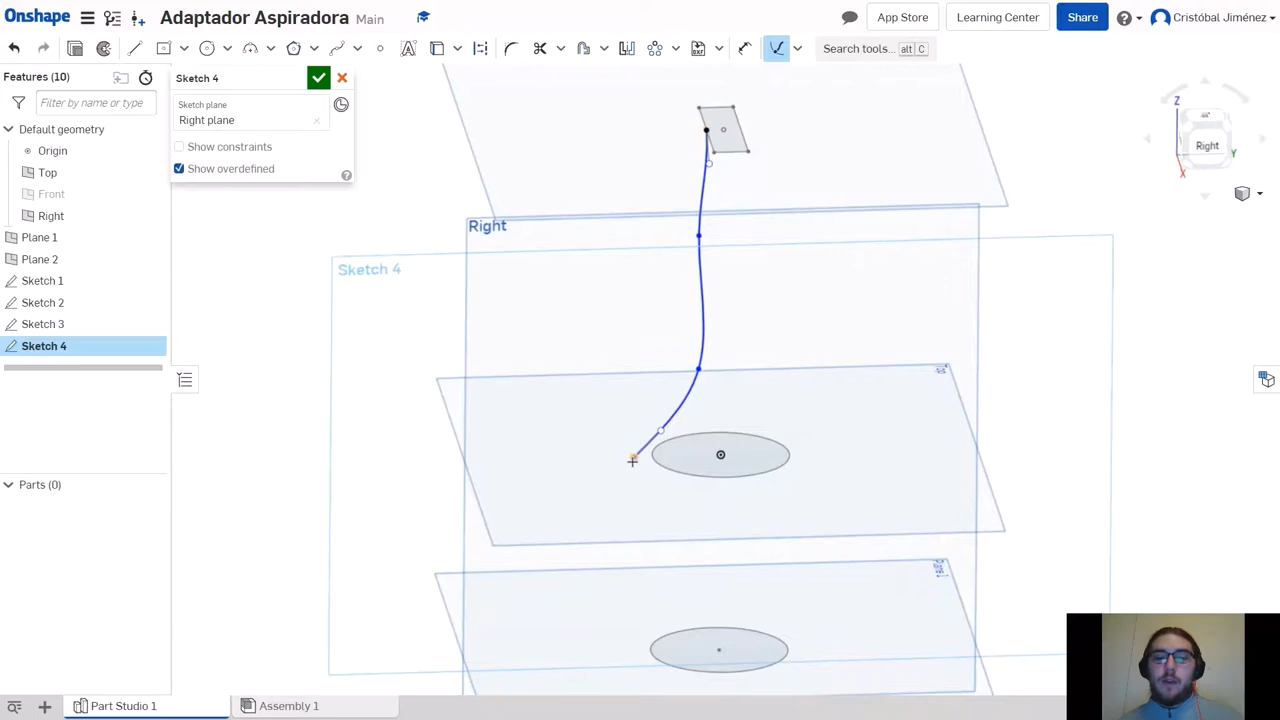 Onshape
Adaptador Aspiradora Main
App Store
Learning Center
Share
Cristóbal Jiménez
Search tools... alt C
Features (10)
Filter by name or type
Default geometry
Origin
Top
Front
Right
Plane 1
Plane 2
Sketch 1
Sketch 2
Sketch 3
Sketch 4
Parts (0)
Sketch 4
Sketch plane
Right plane
Show constraints
Show overdefined
Right
Sketch 4
Z
Right
Y
X
Part Studio 1
Assembly 1